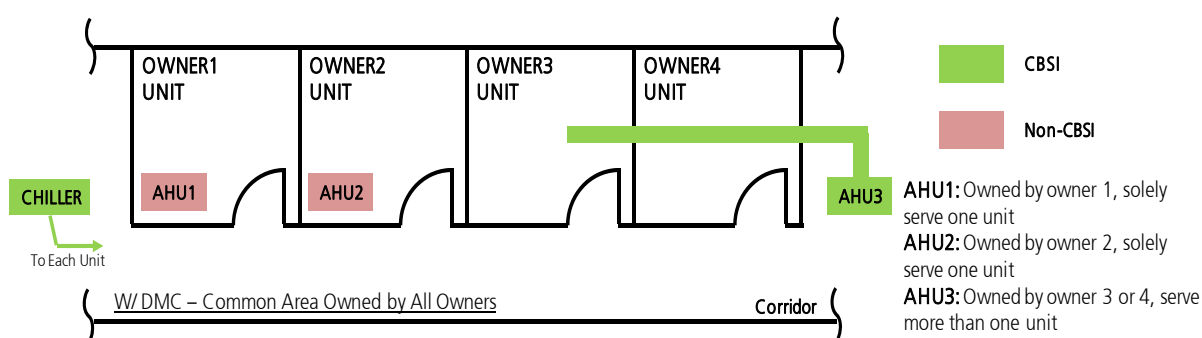 OWNER1
UNIT
OWNER2
UNIT
OWNER3
UNIT
OWNER4
UNIT
CBSI
Non-CBSI
CHILLER
AHU1
AHU2
AHU3
To Each Unit
AHU1: Owned by owner 1, solely
serve one unit
AHU2: Owned by owner 2, solely
serve one unit
AHU3: Owned by owner 3 or 4, serve
more than one unit
W/ DMC – Common Area Owned by All Owners
Corridor